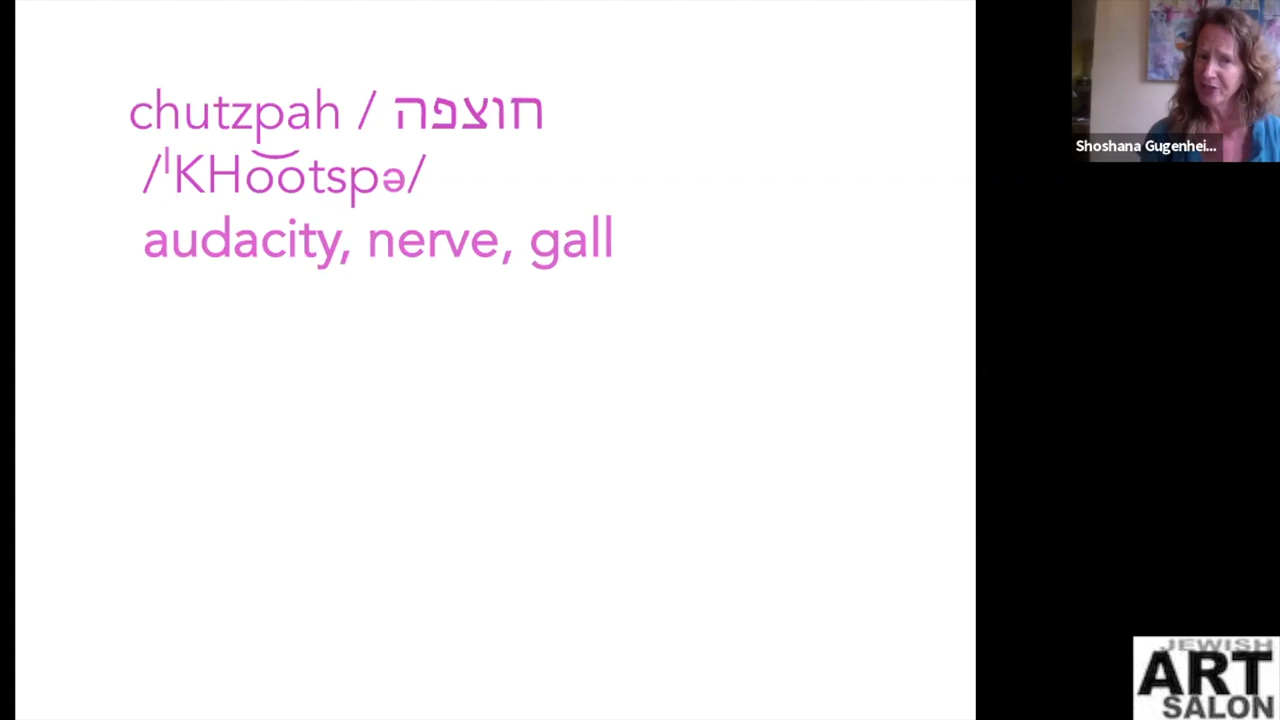 chutzpah / חוצפה
/ˈKHo͝otspə/
audacity, nerve, gall
Shoshana Gugenhei...
JEWISH
ART
SALON